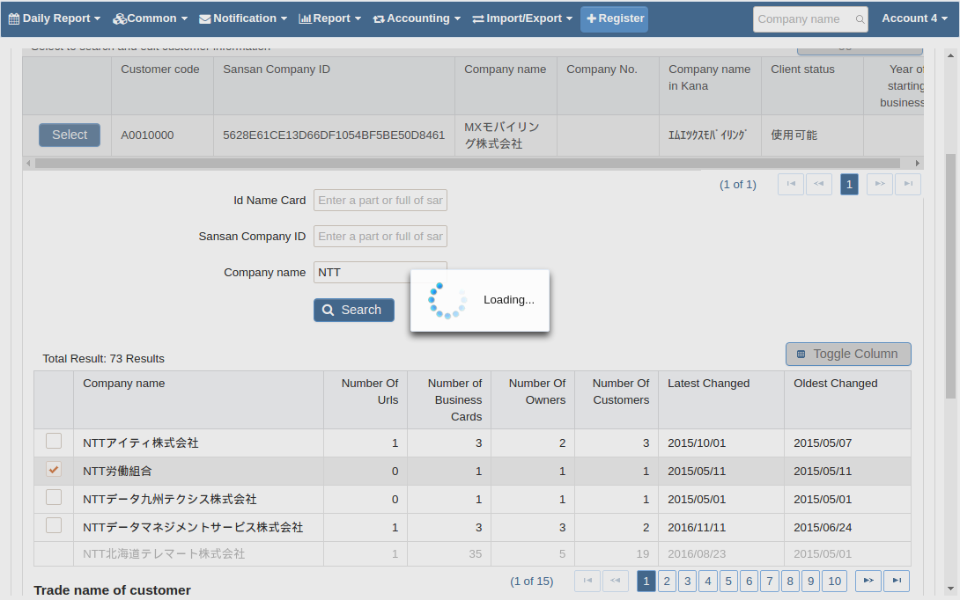 Daily Report Common Notification Report Accounting Import/Export Register Company name Account 4
Select to search and edit customer information
Customer code Sansan Company ID Company name Company No. Company name in Kana Client status Year of starting business
Select A0010000 5628E61CE13D66DF1054BF5BE50D8461 MXモバイリング株式会社 ｴﾑｴｯｸｽﾓﾊﾞｲﾘﾝｸﾞ 使用可能
(1 of 1) 1
Id Name Card Enter a part or full of sar
Sansan Company ID Enter a part or full of sar
Company name NTT
Loading...
Search
Total Result: 73 Results
Toggle Column
Company name Number Of Urls Number of Business Cards Number Of Owners Number Of Customers Latest Changed Oldest Changed
NTTアイティ株式会社 1 3 2 3 2015/10/01 2015/05/07
NTT労働組合 0 1 1 1 2015/05/11 2015/05/11
NTTデータ九州テクシス株式会社 0 1 1 1 2015/05/01 2015/05/01
NTTデータマネジメントサービス株式会社 1 3 3 2 2016/11/11 2015/06/24
NTT北海道テレマート株式会社 1 35 5 19 2016/08/23 2015/05/01
(1 of 15) 1 2 3 4 5 6 7 8 9 10
Trade name of customer